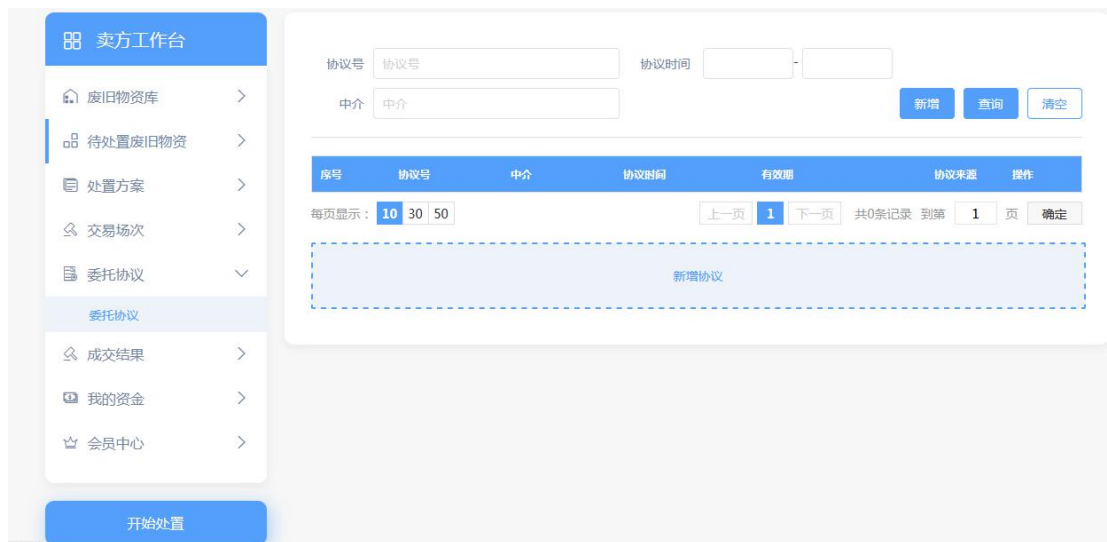 卖方工作台
废旧物资库
待处置废旧物资
处置方案
交易场次
委托协议
委托协议
成交结果
我的资金
会员中心
开始处置
协议号 协议号 协议时间 -
中介 中介 新增 查询 清空
序号 协议号 中介 协议时间 有效期 协议来源 操作
每页显示： 10 30 50 上一页 1 下一页 共0条记录 到第 1 页 确定
新增协议